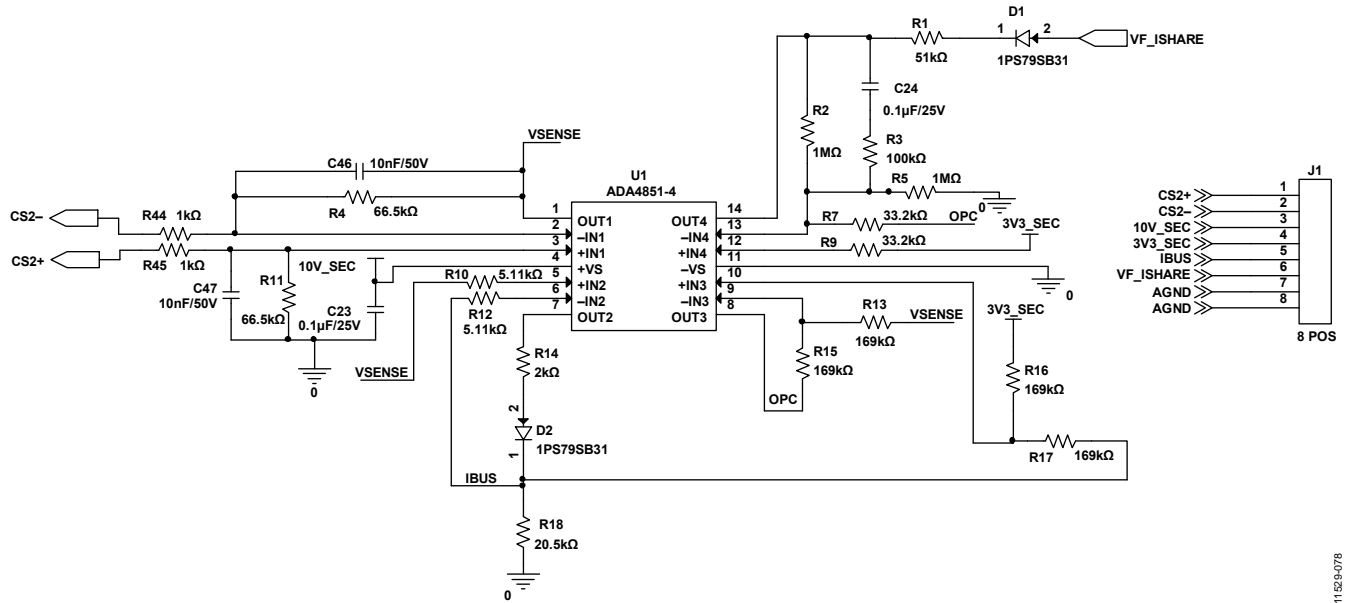 D1
R1
1
2
VF_ISHARE
51kΩ
1PS79SB31
C24
0.1µF/25V
R2
1MΩ
R3
100kΩ
VSENSE
C46
10nF/50V
R5
1MΩ
0
R4
66.5kΩ
U1
ADA4851-4
CS2–
R44
1kΩ
CS2+
R45
1kΩ
1
2
3
4
5
6
7
OUT1
–IN1
+IN1
+VS
+IN2
–IN2
OUT2
OUT4
–IN4
+IN4
–VS
+IN3
–IN3
OUT3
14
13
12
11
10
9
8
R7
33.2kΩ
OPC
3V3_SEC
R9
33.2kΩ
0
C47
10nF/50V
R11
66.5kΩ
10V_SEC
C23
0.1µF/25V
0
R10
5.11kΩ
R12
5.11kΩ
VSENSE
R14
2kΩ
2
D2
1PS79SB31
1
IBUS
R18
20.5kΩ
0
R13
VSENSE
169kΩ
R15
169kΩ
OPC
3V3_SEC
R16
169kΩ
R17
169kΩ
J1
CS2+
1
CS2–
2
10V_SEC
3
3V3_SEC
4
IBUS
5
VF_ISHARE
6
AGND
7
AGND
8
8 POS
11529-078